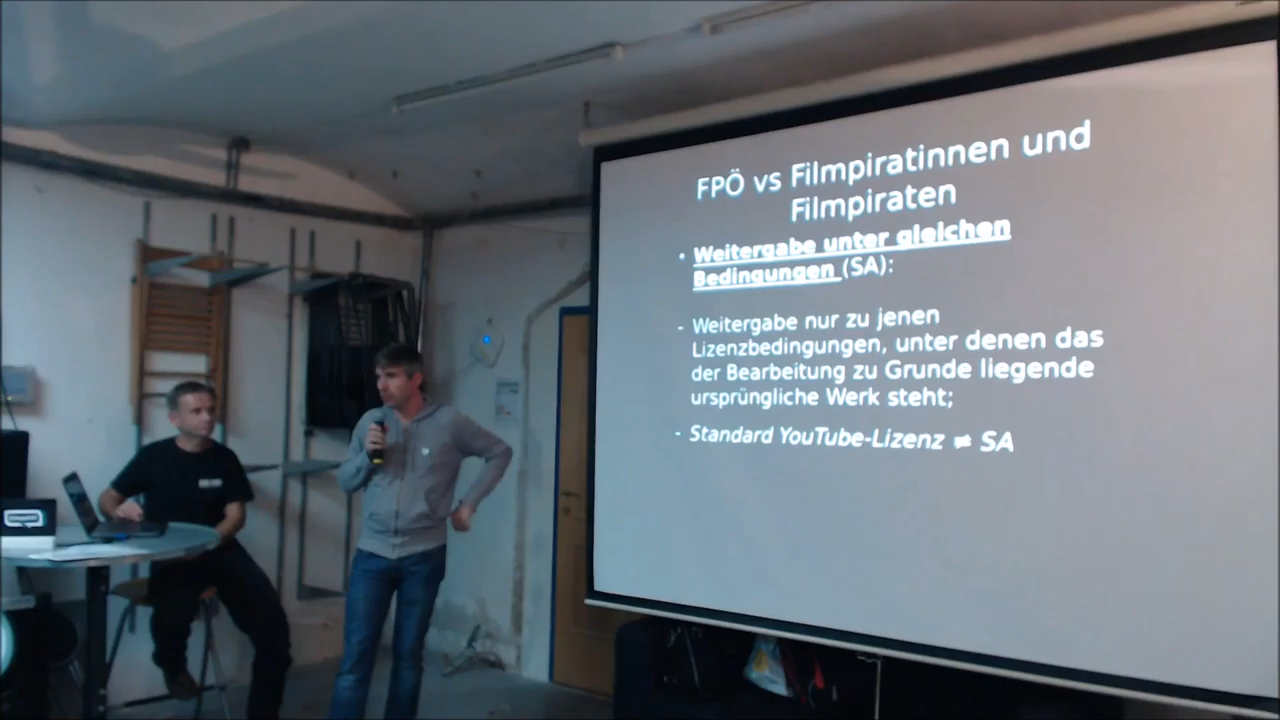 FPÖ vs Filmpiratinnen und
Filmpiraten
• Weitergabe unter gleichen
Bedingungen (SA):
- Weitergabe nur zu jenen
Lizenzbedingungen, unter denen das
der Bearbeitung zu Grunde liegende
ursprüngliche Werk steht;
- Standard YouTube-Lizenz ≠ SA